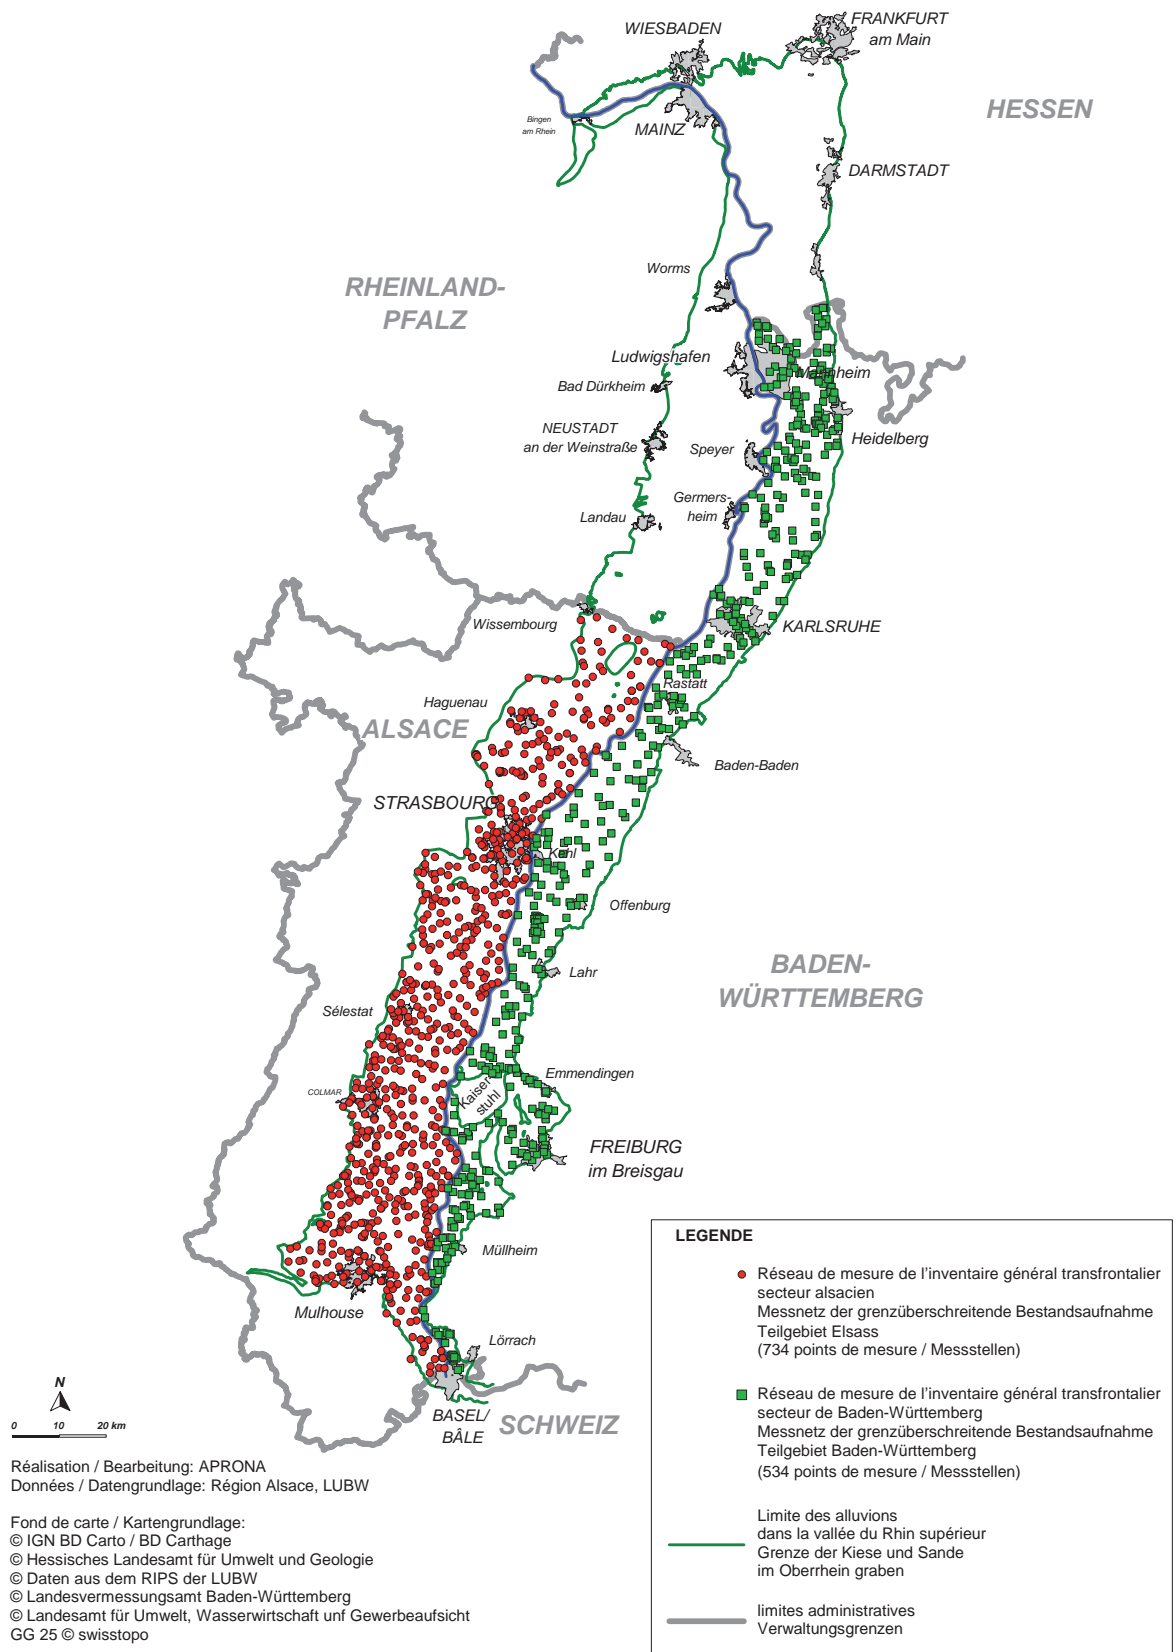 FRANKFURT
am Main
WIESBADEN
HESSEN
Bingen
am Rhein
MAINZ
DARMSTADT
Worms
RHEINLAND-
PFALZ
Ludwigshafen
Mannheim
Bad Dürkheim
NEUSTADT
an der Weinstraße
Heidelberg
Speyer
Germers-
heim
Landau
Wissembourg
KARLSRUHE
Rastatt
Haguenau
ALSACE
Baden-Baden
STRASBOURG
Kehl
Offenburg
BADEN-
WÜRTTEMBERG
Lahr
Sélestat
Emmendingen
COLMAR
Kaiser-
stuhl
FREIBURG
im Breisgau
Müllheim
Mulhouse
Lörrach
BASEL/
BÂLE
SCHWEIZ
N
0 10 20 km
Réalisation / Bearbeitung: APRONA
Données / Datengrundlage: Région Alsace, LUBW
Fond de carte / Kartengrundlage:
© IGN BD Carto / BD Carthage
© Hessisches Landesamt für Umwelt und Geologie
© Daten aus dem RIPS der LUBW
© Landesvermessungsamt Baden-Württemberg
© Landesamt für Umwelt, Wasserwirtschaft unf Gewerbeaufsicht
GG 25 © swisstopo
LEGENDE
Réseau de mesure de l'inventaire général transfrontalier
secteur alsacien
Messnetz der grenzüberschreitende Bestandsaufnahme
Teilgebiet Elsass
(734 points de mesure / Messstellen)
Réseau de mesure de l'inventaire général transfrontalier
secteur de Baden-Württemberg
Messnetz der grenzüberschreitende Bestandsaufnahme
Teilgebiet Baden-Württemberg
(534 points de mesure / Messstellen)
Limite des alluvions
dans la vallée du Rhin supérieur
Grenze der Kiese und Sande
im Oberrhein graben
limites administratives
Verwaltungsgrenzen